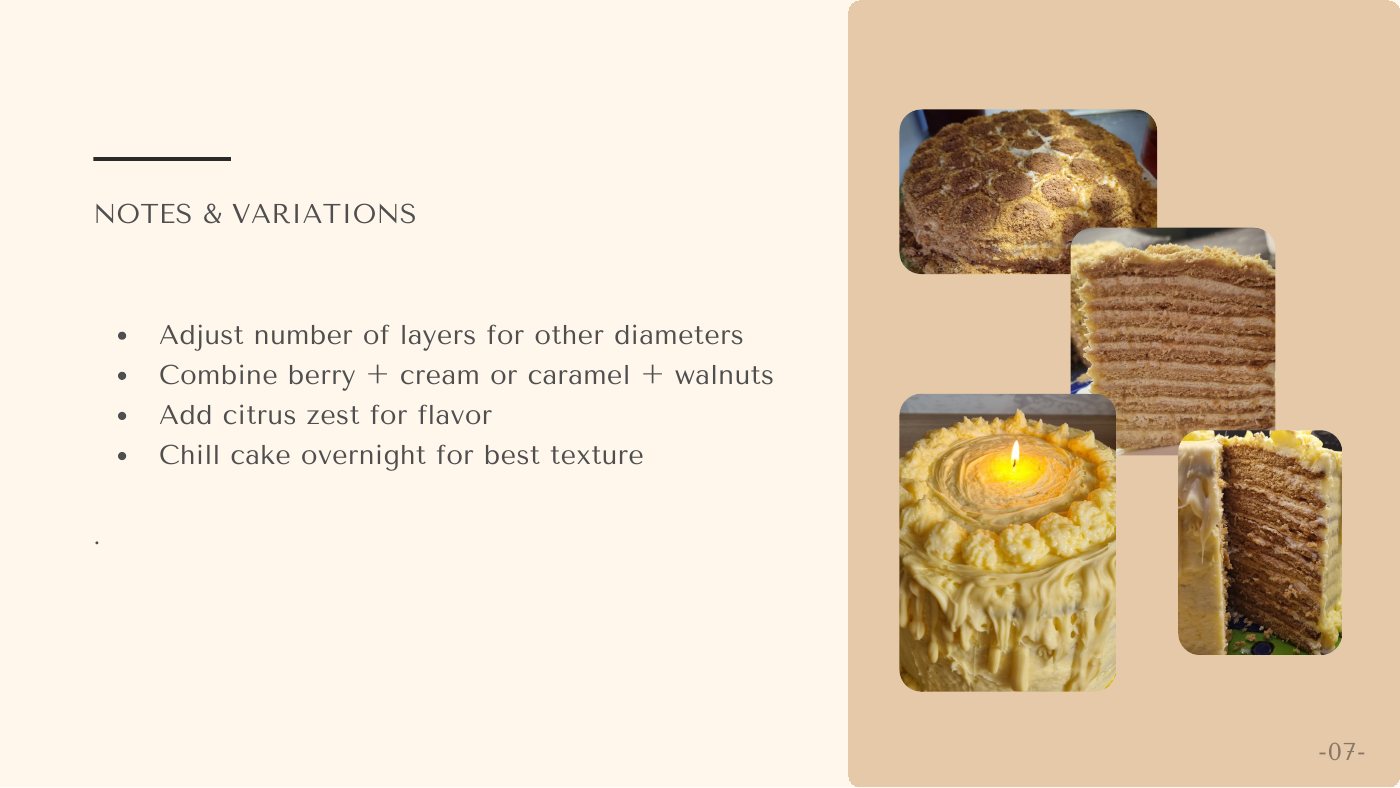 NOTES & VARIATIONS
• Adjust number of layers for other diameters
• Combine berry + cream or caramel + walnuts
• Add citrus zest for flavor
• Chill cake overnight for best texture
.
-07-